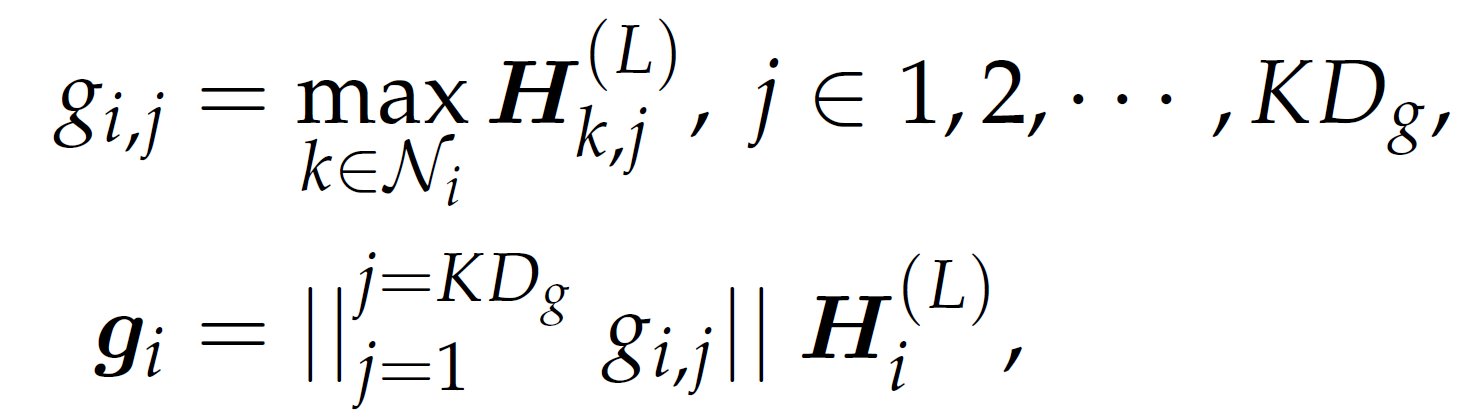 g_{i,j} = \max_{k \in \mathcal{N}_i} \boldsymbol{H}_{k,j}^{(L)}, j \in 1, 2, \cdots, KD_g,
\boldsymbol{g}_i = ||_{j=1}^{j=KD_g} g_{i,j} || \boldsymbol{H}_i^{(L)},